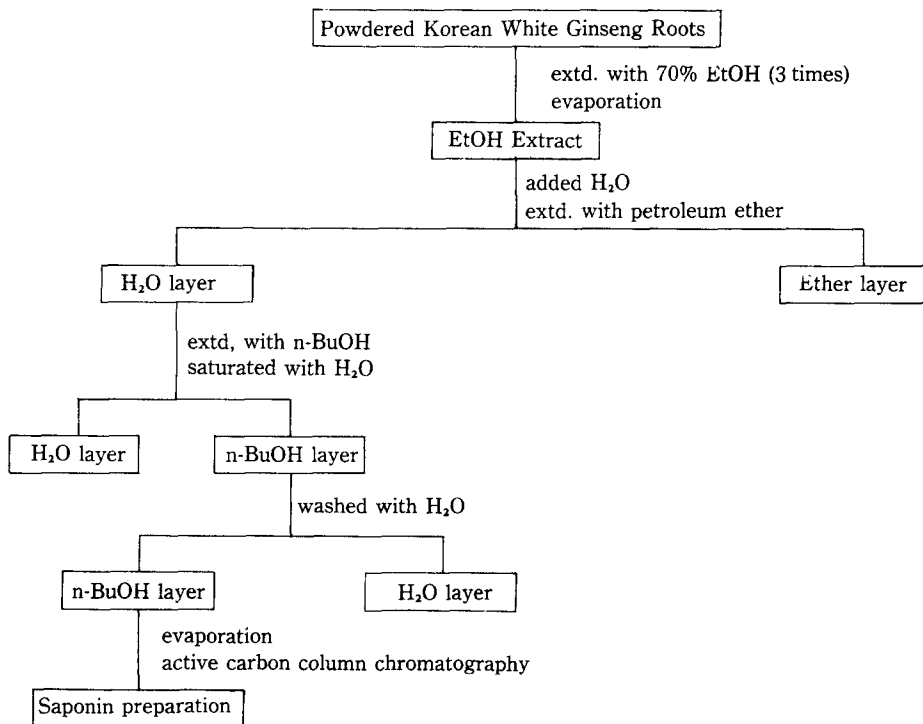 Powdered Korean White Ginseng Roots
extd. with 70% EtOH (3 times)
evaporation
EtOH Extract
added H₂O
extd. with petroleum ether
H₂O layer
Ether layer
extd, with n-BuOH
saturated with H₂O
H₂O layer
n-BuOH layer
washed with H₂O
n-BuOH layer
H₂O layer
evaporation
active carbon column chromatography
Saponin preparation